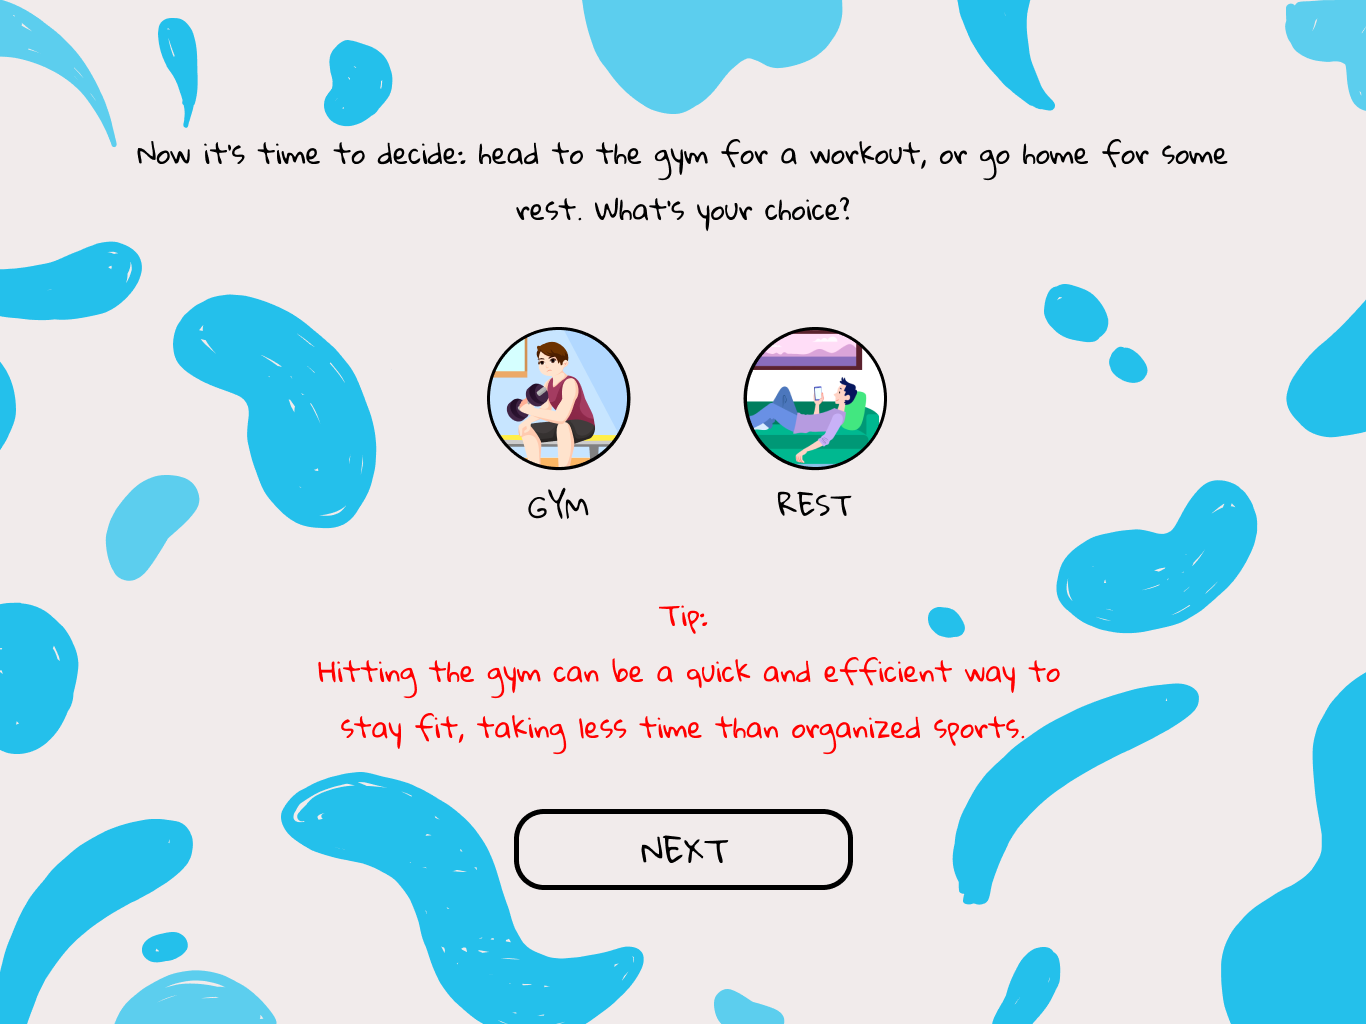 Now it's time to decide: head to the gym for a workout, or go home for some
rest. What's your choice?
GYM
REST
Tip:
Hitting the gym can be a quick and efficient way to
stay fit, taking less time than organized sports.
NEXT